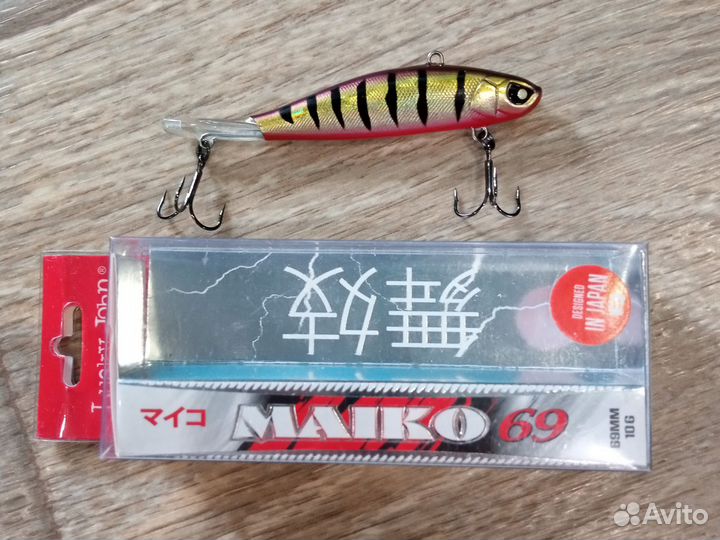 Lucky John®
舞妓
DESIGNED
IN JAPAN
マイコ MAIKO 69
69MM
10G
Avito